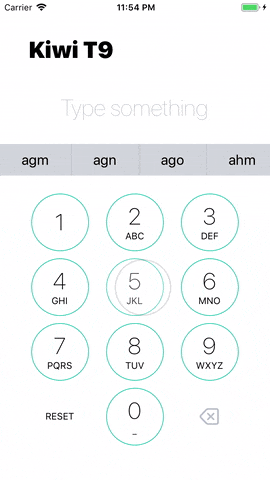 Carrier 11:54 PM
Kiwi T9
Type something
agm agn ago ahm
1 2 3
ABC DEF
4 5 6
GHI JKL MNO
7 8 9
PQRS TUV WXYZ
RESET 0
_